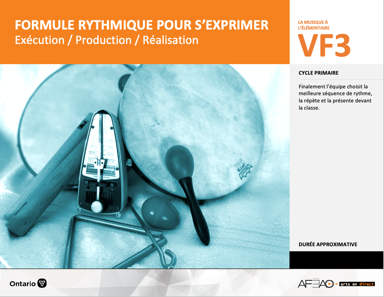 FORMULE RYTHMIQUE POUR S'EXPRIMER
Exécution / Production / Réalisation
LA MUSIQUE À
L'ÉLÉMENTAIRE
VF3
CYCLE PRIMAIRE
Finalement l'équipe choisit la
meilleure séquence de rythme,
la répète et la présente devant
la classe.
DURÉE APPROXIMATIVE
Ontario
AFEAO
arts en direct